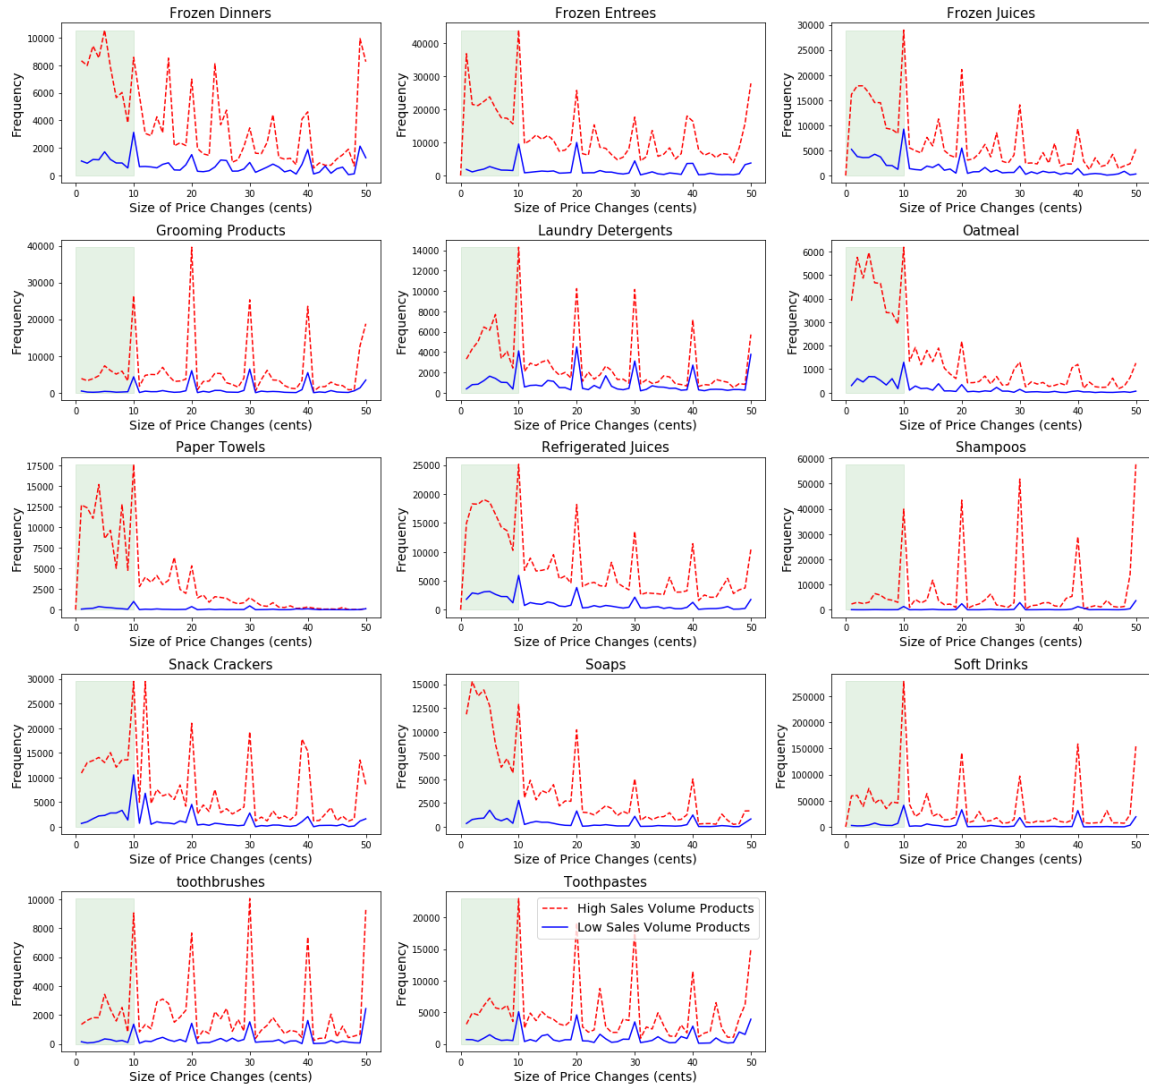 Frozen Dinners
Frequency
10000
8000
6000
4000
2000
0
0 10 20 30 40 50
Size of Price Changes (cents)
Frozen Entrees
Frequency
40000
30000
20000
10000
0
0 10 20 30 40 50
Size of Price Changes (cents)
Frozen Juices
Frequency
30000
25000
20000
15000
10000
5000
0
0 10 20 30 40 50
Size of Price Changes (cents)
Grooming Products
Frequency
40000
30000
20000
10000
0
0 10 20 30 40 50
Size of Price Changes (cents)
Laundry Detergents
Frequency
14000
12000
10000
8000
6000
4000
2000
0
0 10 20 30 40 50
Size of Price Changes (cents)
Oatmeal
Frequency
6000
5000
4000
3000
2000
1000
0
0 10 20 30 40 50
Size of Price Changes (cents)
Paper Towels
Frequency
17500
15000
12500
10000
7500
5000
2500
0
0 10 20 30 40 50
Size of Price Changes (cents)
Refrigerated Juices
Frequency
25000
20000
15000
10000
5000
0
0 10 20 30 40 50
Size of Price Changes (cents)
Shampoos
Frequency
60000
50000
40000
30000
20000
10000
0
0 10 20 30 40 50
Size of Price Changes (cents)
Snack Crackers
Frequency
30000
25000
20000
15000
10000
5000
0
0 10 20 30 40 50
Size of Price Changes (cents)
Soaps
Frequency
15000
12500
10000
7500
5000
2500
0
0 10 20 30 40 50
Size of Price Changes (cents)
Soft Drinks
Frequency
250000
200000
150000
100000
50000
0
0 10 20 30 40 50
Size of Price Changes (cents)
toothbrushes
Frequency
10000
8000
6000
4000
2000
0
0 10 20 30 40 50
Size of Price Changes (cents)
Toothpastes
Frequency
20000
15000
10000
5000
0
High Sales Volume Products
Low Sales Volume Products
0 10 20 30 40 50
Size of Price Changes (cents)